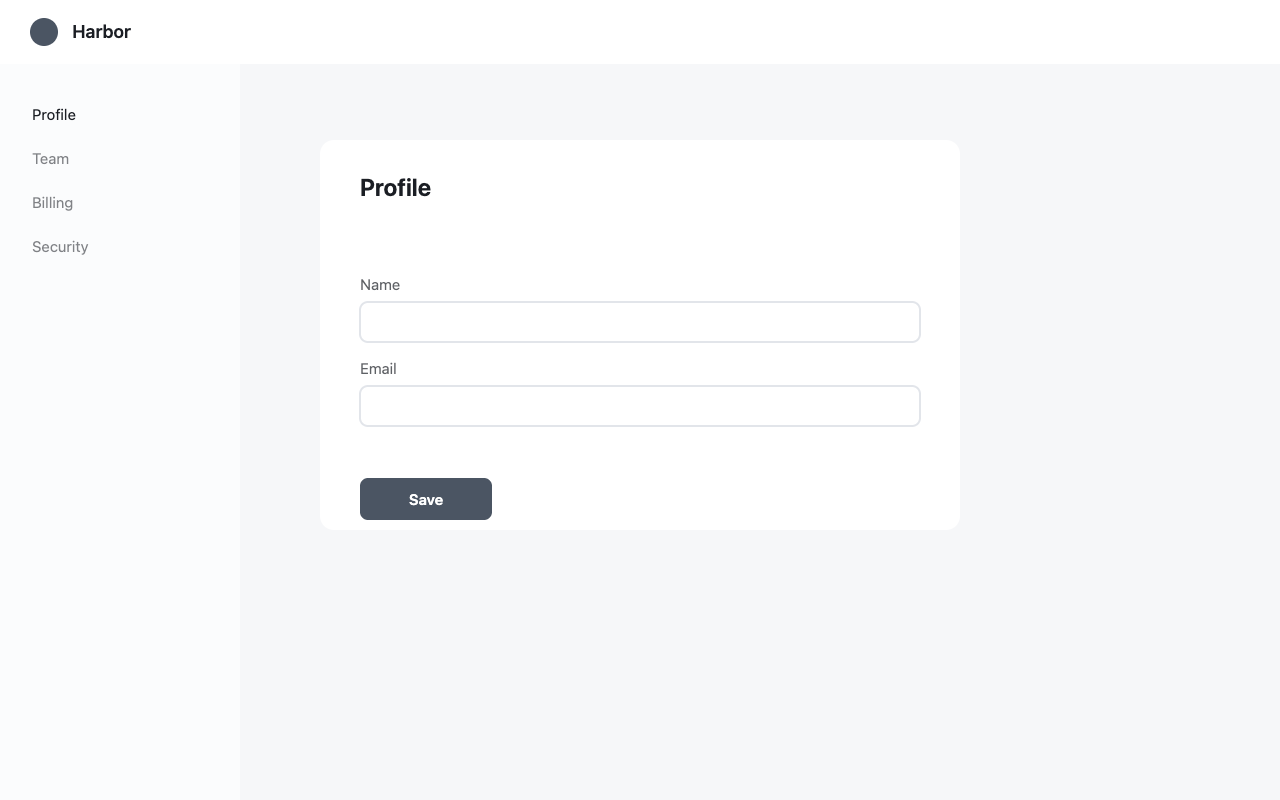 Harbor
Profile
Team
Billing
Security
Profile
Name
Email
Save